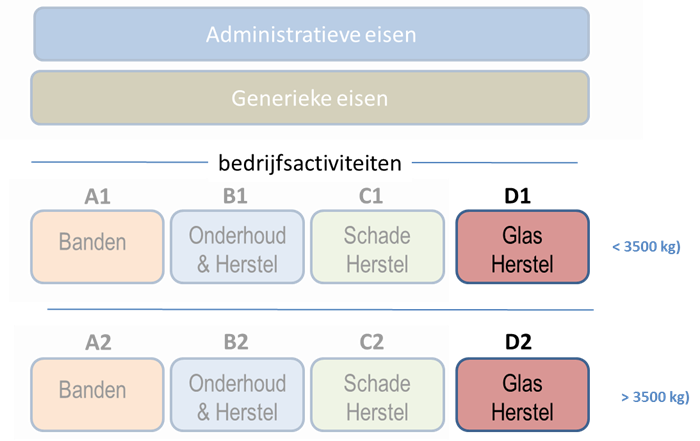 Administratieve eisen
Generieke eisen
bedrijfsactiviteiten
A1 B1 C1 D1
Banden
Onderhoud
& Herstel
Schade
Herstel
Glas
Herstel
< 3500 kg)
A2 B2 C2 D2
Banden
Onderhoud
& Herstel
Schade
Herstel
Glas
Herstel
> 3500 kg)